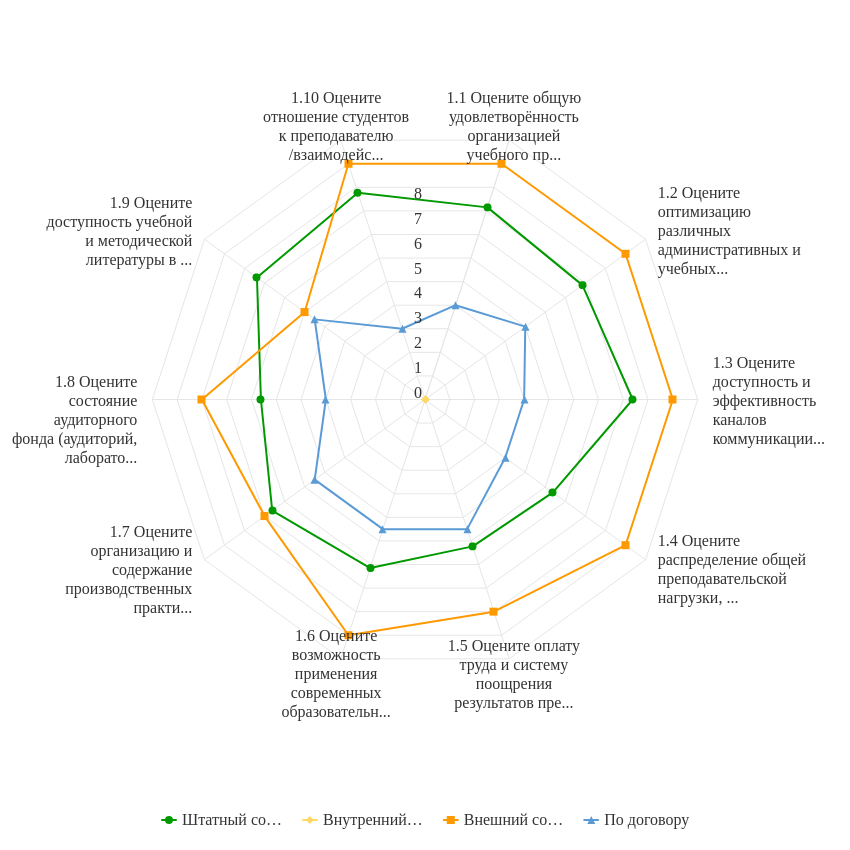 1.10 Оцените
отношение студентов
к преподавателю
/взаимодейс...
1.1 Оцените общую
удовлетворённость
организацией
учебного пр...
1.2 Оцените
оптимизацию
различных
административных и
учебных...
1.9 Оцените
доступность учебной
и методической
литературы в ...
8
7
6
5
4
3
2
1
0
1.3 Оцените
доступность и
эффективность
каналов
коммуникации...
1.8 Оцените
состояние
аудиторного
фонда (аудиторий,
лаборато...
1.4 Оцените
распределение общей
преподавательской
нагрузки, ...
1.7 Оцените
организацию и
содержание
производственных
практи...
1.6 Оцените
возможность
применения
современных
образовательн...
1.5 Оцените оплату
труда и систему
поощрения
результатов пре...
Штатный со… Внутренний… Внешний со… По договору